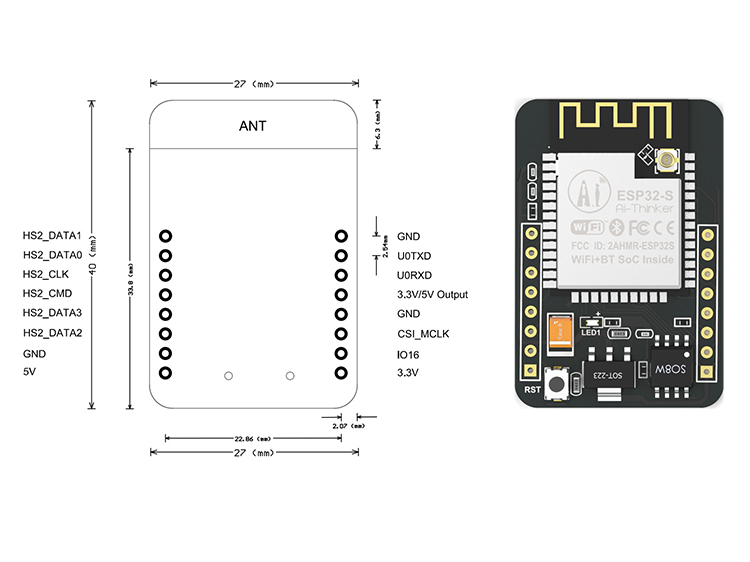 27 (mm)
ANT
6.3 (mm)
40 (mm)
33.8 (mm)
2.54mm
HS2_DATA1
HS2_DATA0
HS2_CLK
HS2_CMD
HS2_DATA3
HS2_DATA2
GND
5V
GND
U0TXD
U0RXD
3.3V/5V Output
GND
CSI_MCLK
IO16
3.3V
2.07 (mm)
22.86 (mm)
27 (mm)
Ai
ESP32-S
Ai-Thinker
WiFi FCC CE
FCC ID: 2AHMR-ESP32S
WiFi+BT SoC Inside
+
LED1
RST
SOT-223
SO8W